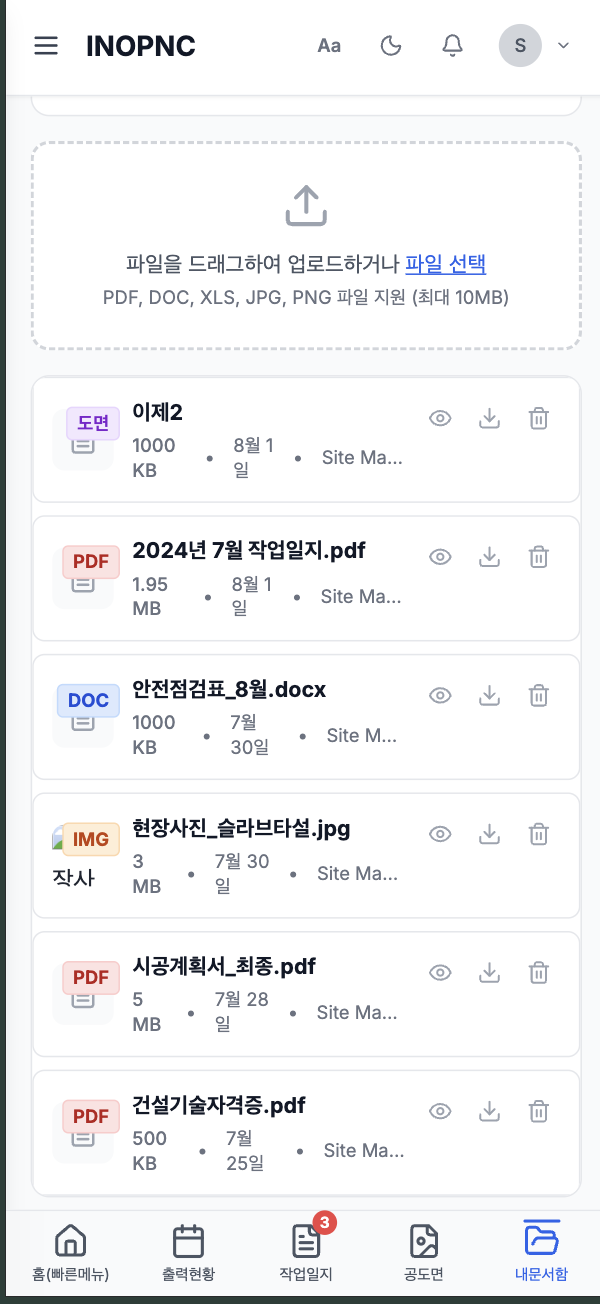 INOPNC
Aa
S
파일을 드래그하여 업로드하거나 파일 선택
PDF, DOC, XLS, JPG, PNG 파일 지원 (최대 10MB)
도면
이제2
1000 KB • 8월 1일 • Site Ma...
PDF
2024년 7월 작업일지.pdf
1.95 MB • 8월 1일 • Site Ma...
DOC
안전점검표_8월.docx
1000 KB • 7월 30일 • Site M...
IMG
현장사진_슬라브타설.jpg
3 MB • 7월 30일 • Site Ma...
PDF
시공계획서_최종.pdf
5 MB • 7월 28일 • Site Ma...
PDF
건설기술자격증.pdf
500 KB • 7월 25일 • Site Ma...
3
홈(빠른메뉴)
출력현황
작업일지
공도면
내문서함